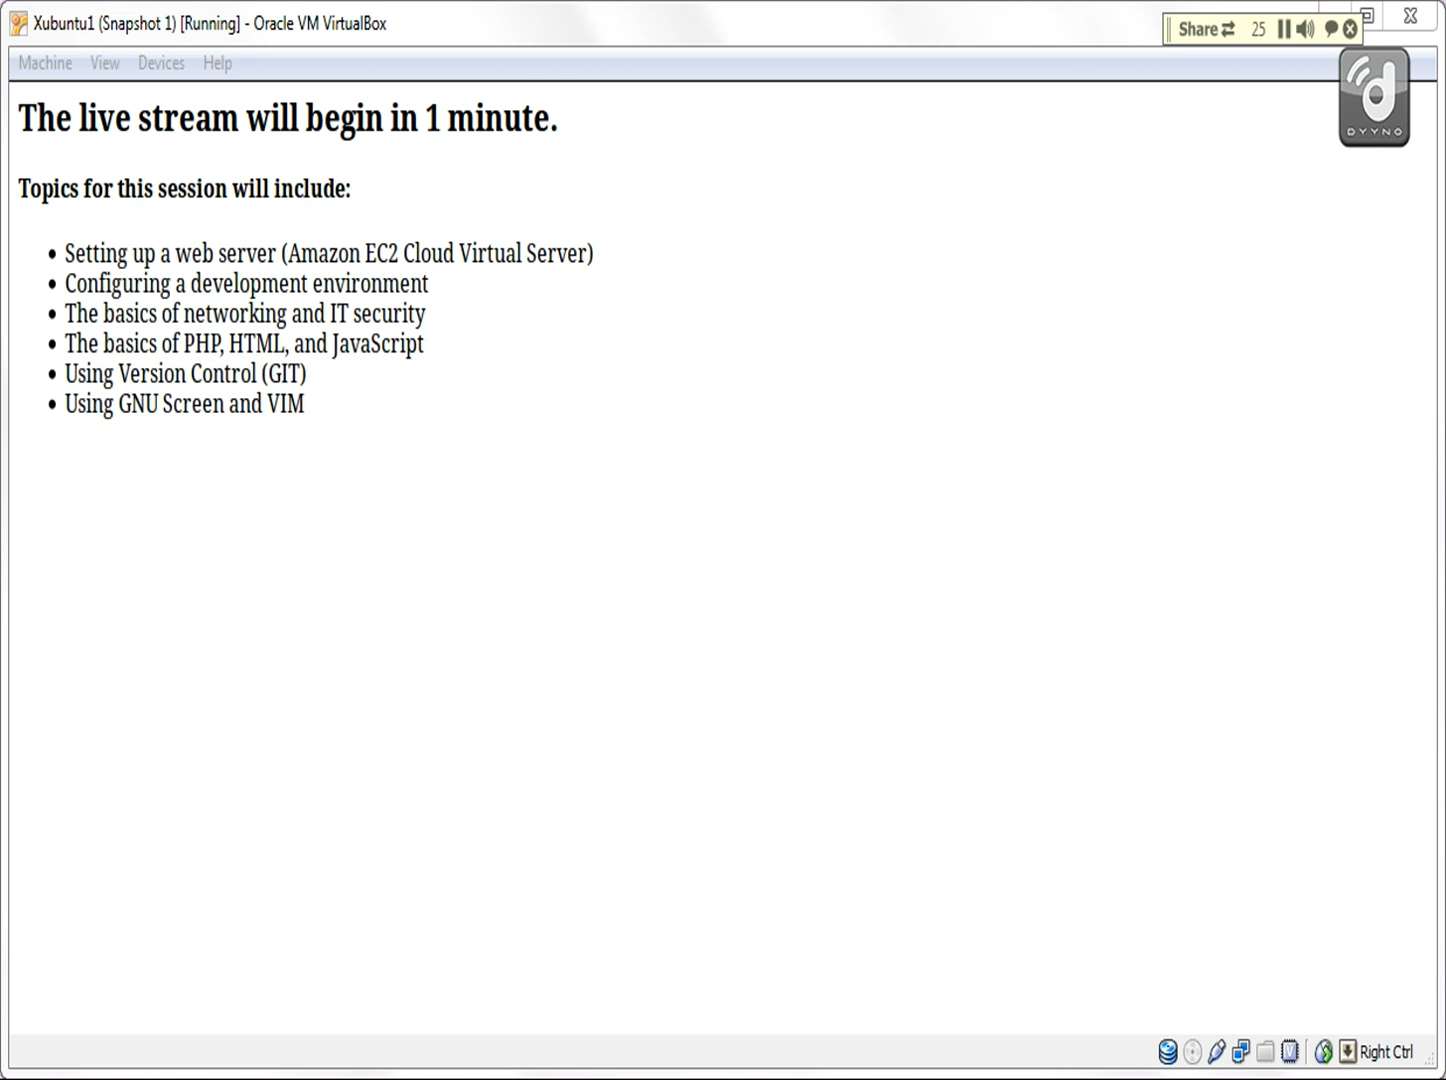 Xubuntu1 (Snapshot 1) [Running] - Oracle VM VirtualBox
Share 25
Machine View Devices Help
DYYNO
The live stream will begin in 1 minute.
Topics for this session will include:
Setting up a web server (Amazon EC2 Cloud Virtual Server)
Configuring a development environment
The basics of networking and IT security
The basics of PHP, HTML, and JavaScript
Using Version Control (GIT)
Using GNU Screen and VIM
Right Ctrl